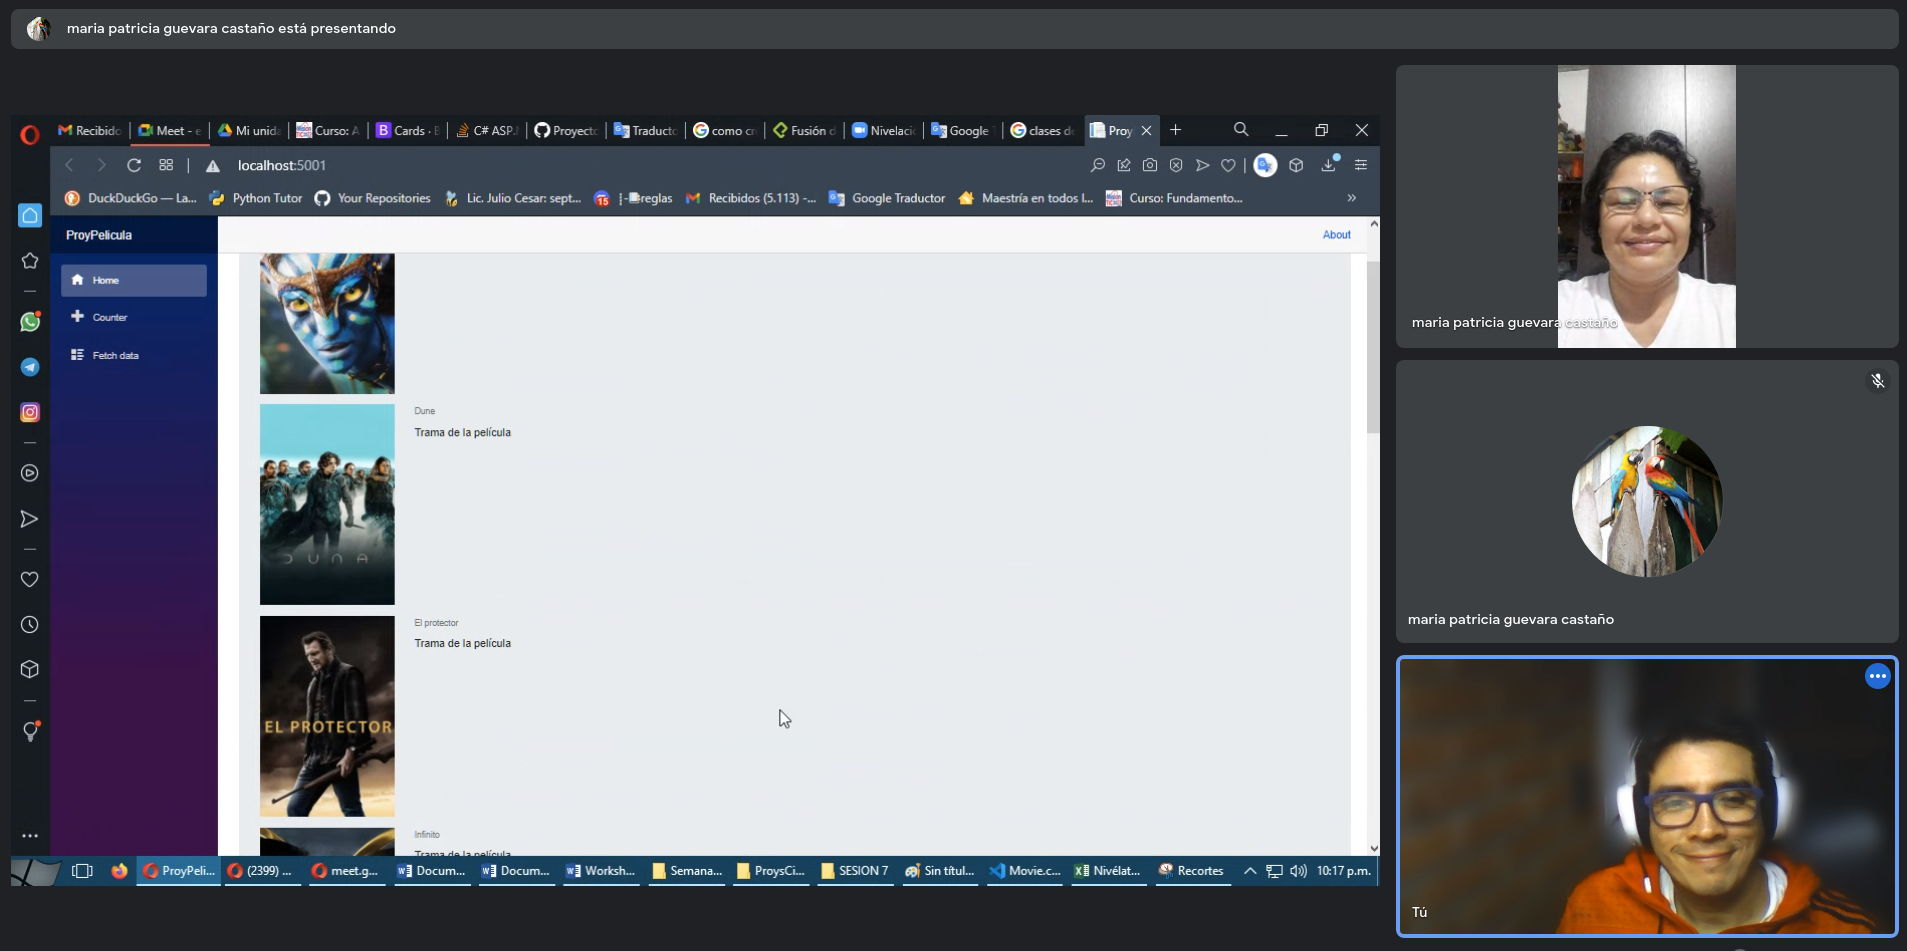 maria patricia guevara castaño está presentando
Recibido
Meet - e
Mi unid
Curso: A
Cards · B
C# ASP.
Proyect
Traducto
como cr
Fusión d
Nivelaci
Google
clases d
Proy
localhost:5001
DuckDuckGo — La...
Python Tutor
Your Repositories
Lic. Julio Cesar: sept...
15
reglas
Recibidos (5.113) -...
Google Traductor
Maestría en todos l...
Curso: Fundamento...
»
ProyPelicula
About
Home
Counter
Fetch data
Dune
Trama de la película
DUNA
El protector
Trama de la película
EL PROTECTOR
Infinito
Trama de la película
ProyPeli...
(2399) ...
meet.g...
Docum...
Docum...
Worksh...
Semana...
ProysCi...
SESION 7
Sin títul...
Movie.c...
Nivélat...
Recortes
10:17 p.m.
maria patricia guevara castaño
maria patricia guevara castaño
Tú